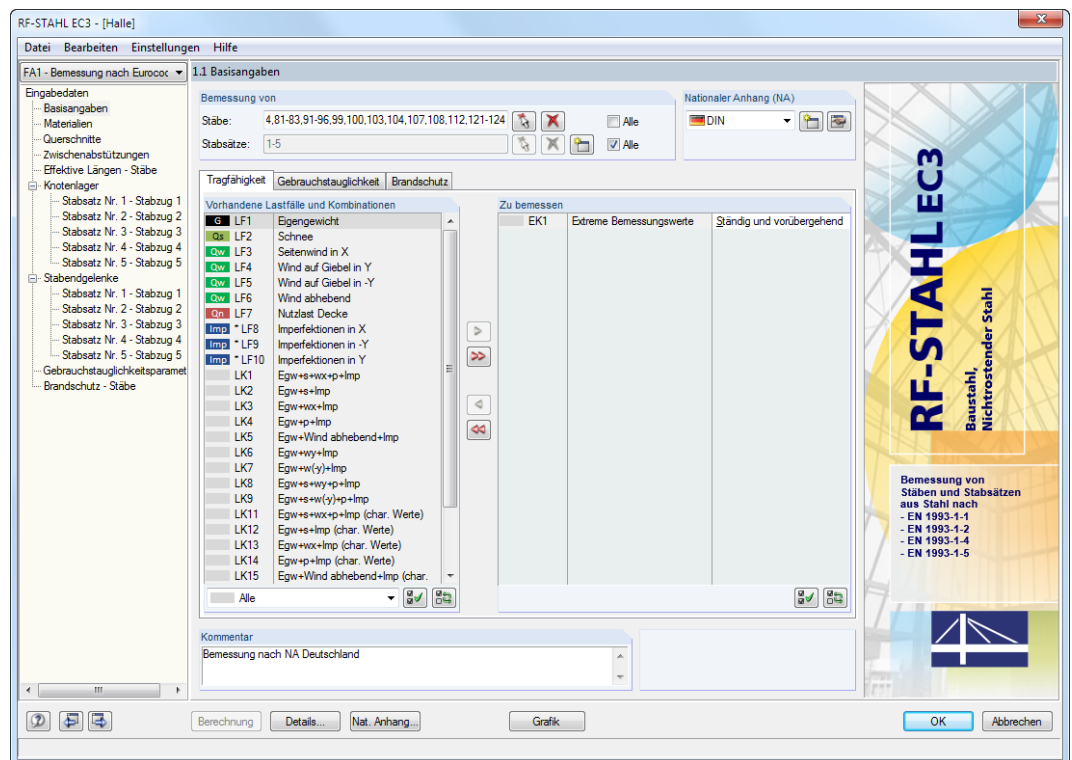 RF-STAHL EC3 - [Halle]
Datei Bearbeiten Einstellungen Hilfe
FA1 - Bemessung nach Eurococ
1.1 Basisangaben
Eingabedaten
Basisangaben
Materialien
Querschnitte
Zwischenabstützungen
Effektive Längen - Stäbe
Knotenlager
Stabsatz Nr. 1 - Stabzug 1
Stabsatz Nr. 2 - Stabzug 2
Stabsatz Nr. 3 - Stabzug 3
Stabsatz Nr. 4 - Stabzug 4
Stabsatz Nr. 5 - Stabzug 5
Stabendgelenke
Stabsatz Nr. 1 - Stabzug 1
Stabsatz Nr. 2 - Stabzug 2
Stabsatz Nr. 3 - Stabzug 3
Stabsatz Nr. 4 - Stabzug 4
Stabsatz Nr. 5 - Stabzug 5
Gebrauchstauglichkeitsparamet
Brandschutz - Stäbe
Bemessung von
Stäbe: 4,81-83,91-96,99,100,103,104,107,108,112,121-124 Alle
Stabsätze: 1-5 Alle
Nationaler Anhang (NA)
DIN
Tragfähigkeit Gebrauchstauglichkeit Brandschutz
Vorhandene Lastfälle und Kombinationen
G LF1 Eigengewicht
Qs LF2 Schnee
Qw LF3 Seitenwind in X
Qw LF4 Wind auf Giebel in Y
Qw LF5 Wind auf Giebel in -Y
Qw LF6 Wind abhebend
Qn LF7 Nutzlast Decke
Imp * LF8 Imperfektionen in X
Imp * LF9 Imperfektionen in -Y
Imp * LF10 Imperfektionen in Y
LK1 Egw+s+wx+p+Imp
LK2 Egw+s+Imp
LK3 Egw+wx+Imp
LK4 Egw+p+Imp
LK5 Egw+Wind abhebend+Imp
LK6 Egw+wy+Imp
LK7 Egw+w(-y)+Imp
LK8 Egw+s+wy+p+Imp
LK9 Egw+s+w(-y)+p+Imp
LK11 Egw+s+wx+p+Imp (char. Werte)
LK12 Egw+s+Imp (char. Werte)
LK13 Egw+wx+Imp (char. Werte)
LK14 Egw+p+Imp (char. Werte)
LK15 Egw+Wind abhebend+Imp (char.
Alle
Zu bemessen
EK1 Extreme Bemessungswerte Ständig und vorübergehend
Kommentar
Bemessung nach NA Deutschland
RF-STAHL EC3
Baustahl,
Nichtrostender Stahl
Bemessung von
Stäben und Stabsätzen
aus Stahl nach
- EN 1993-1-1
- EN 1993-1-2
- EN 1993-1-4
- EN 1993-1-5
Berechnung Details... Nat. Anhang... Grafik OK Abbrechen